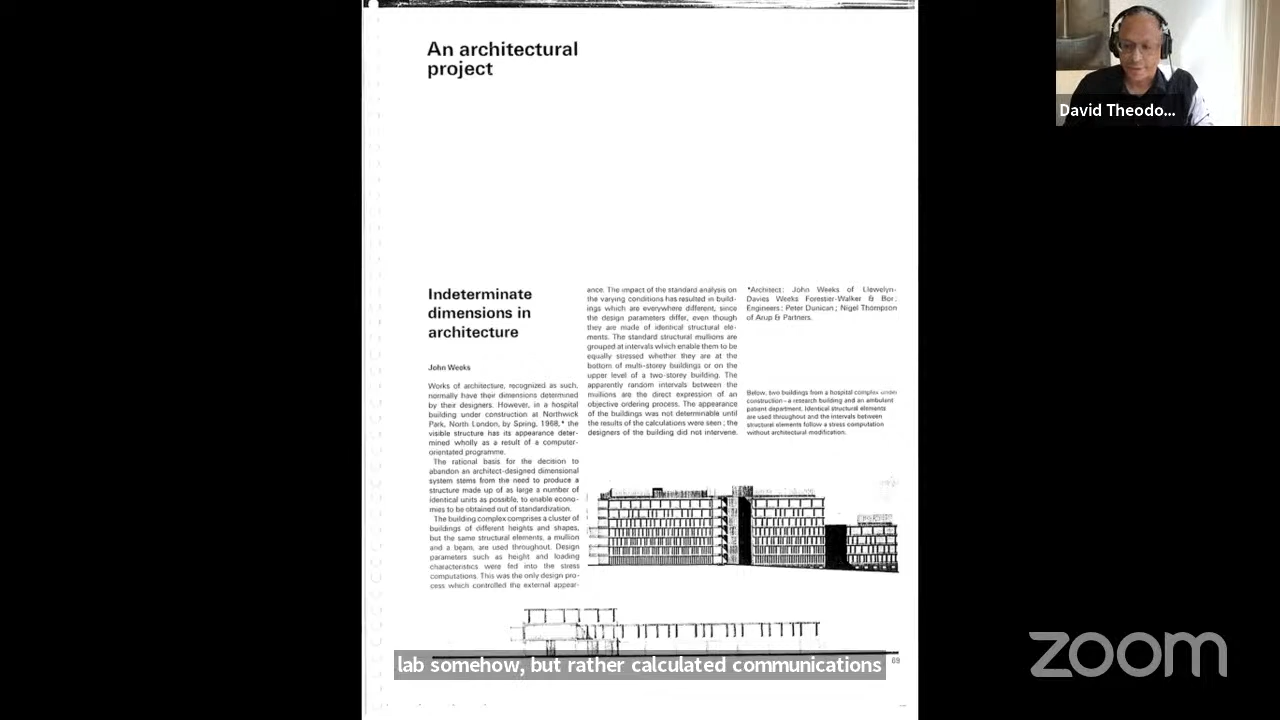 An architectural
project
Indeterminate
dimensions in
architecture
John Weeks
Works of architecture, recognized as such,
normally have their dimensions determined
by their designers. However, in a hospital
building under construction at Northwick
Park, North London, by Spring, 1968,* the
visible structure has its appearance deter-
mined wholly as a result of a computer-
orientated programme.
The rational basis for the decision to
abandon an architect-designed dimensional
system stems from the need to produce a
structure made up of as large a number of
identical units as possible, to enable econo-
mies to be obtained out of standardization.
The building complex comprises a cluster of
buildings of different heights and shapes,
but the same structural elements, a mullion
and a beam, are used throughout. Design
parameters such as height and loading
characteristics were fed into the stress
computations. This was the only design pro-
cess which controlled the external appear-
ance. The impact of the standard analysis on
the varying conditions has resulted in build-
ings which are everywhere different, since
the design parameters differ, even though
they are made of identical structural ele-
ments. The standard structural mullions are
grouped at intervals which enable them to be
equally stressed whether they are at the
bottom of multi-storey buildings or on the
upper level of a two-storey building. The
apparently random intervals between the
mullions are the direct expression of an
objective ordering process. The appearance
of the buildings was not determinable until
the results of the calculations were seen; the
designers of the building did not intervene.
*Architect: John Weeks of Llewelyn-
Davies Weeks Forestier-Walker & Bor;
Engineers: Peter Dunican; Nigel Thompson
of Arup & Partners.
Below, two buildings from a hospital complex under
construction—a research building and an ambulant
patient department. Identical structural elements
are used throughout and the intervals between
structural elements follow a stress computation
without architectural modification.
69
lab somehow, but rather calculated communications
David Theodo...
zoom